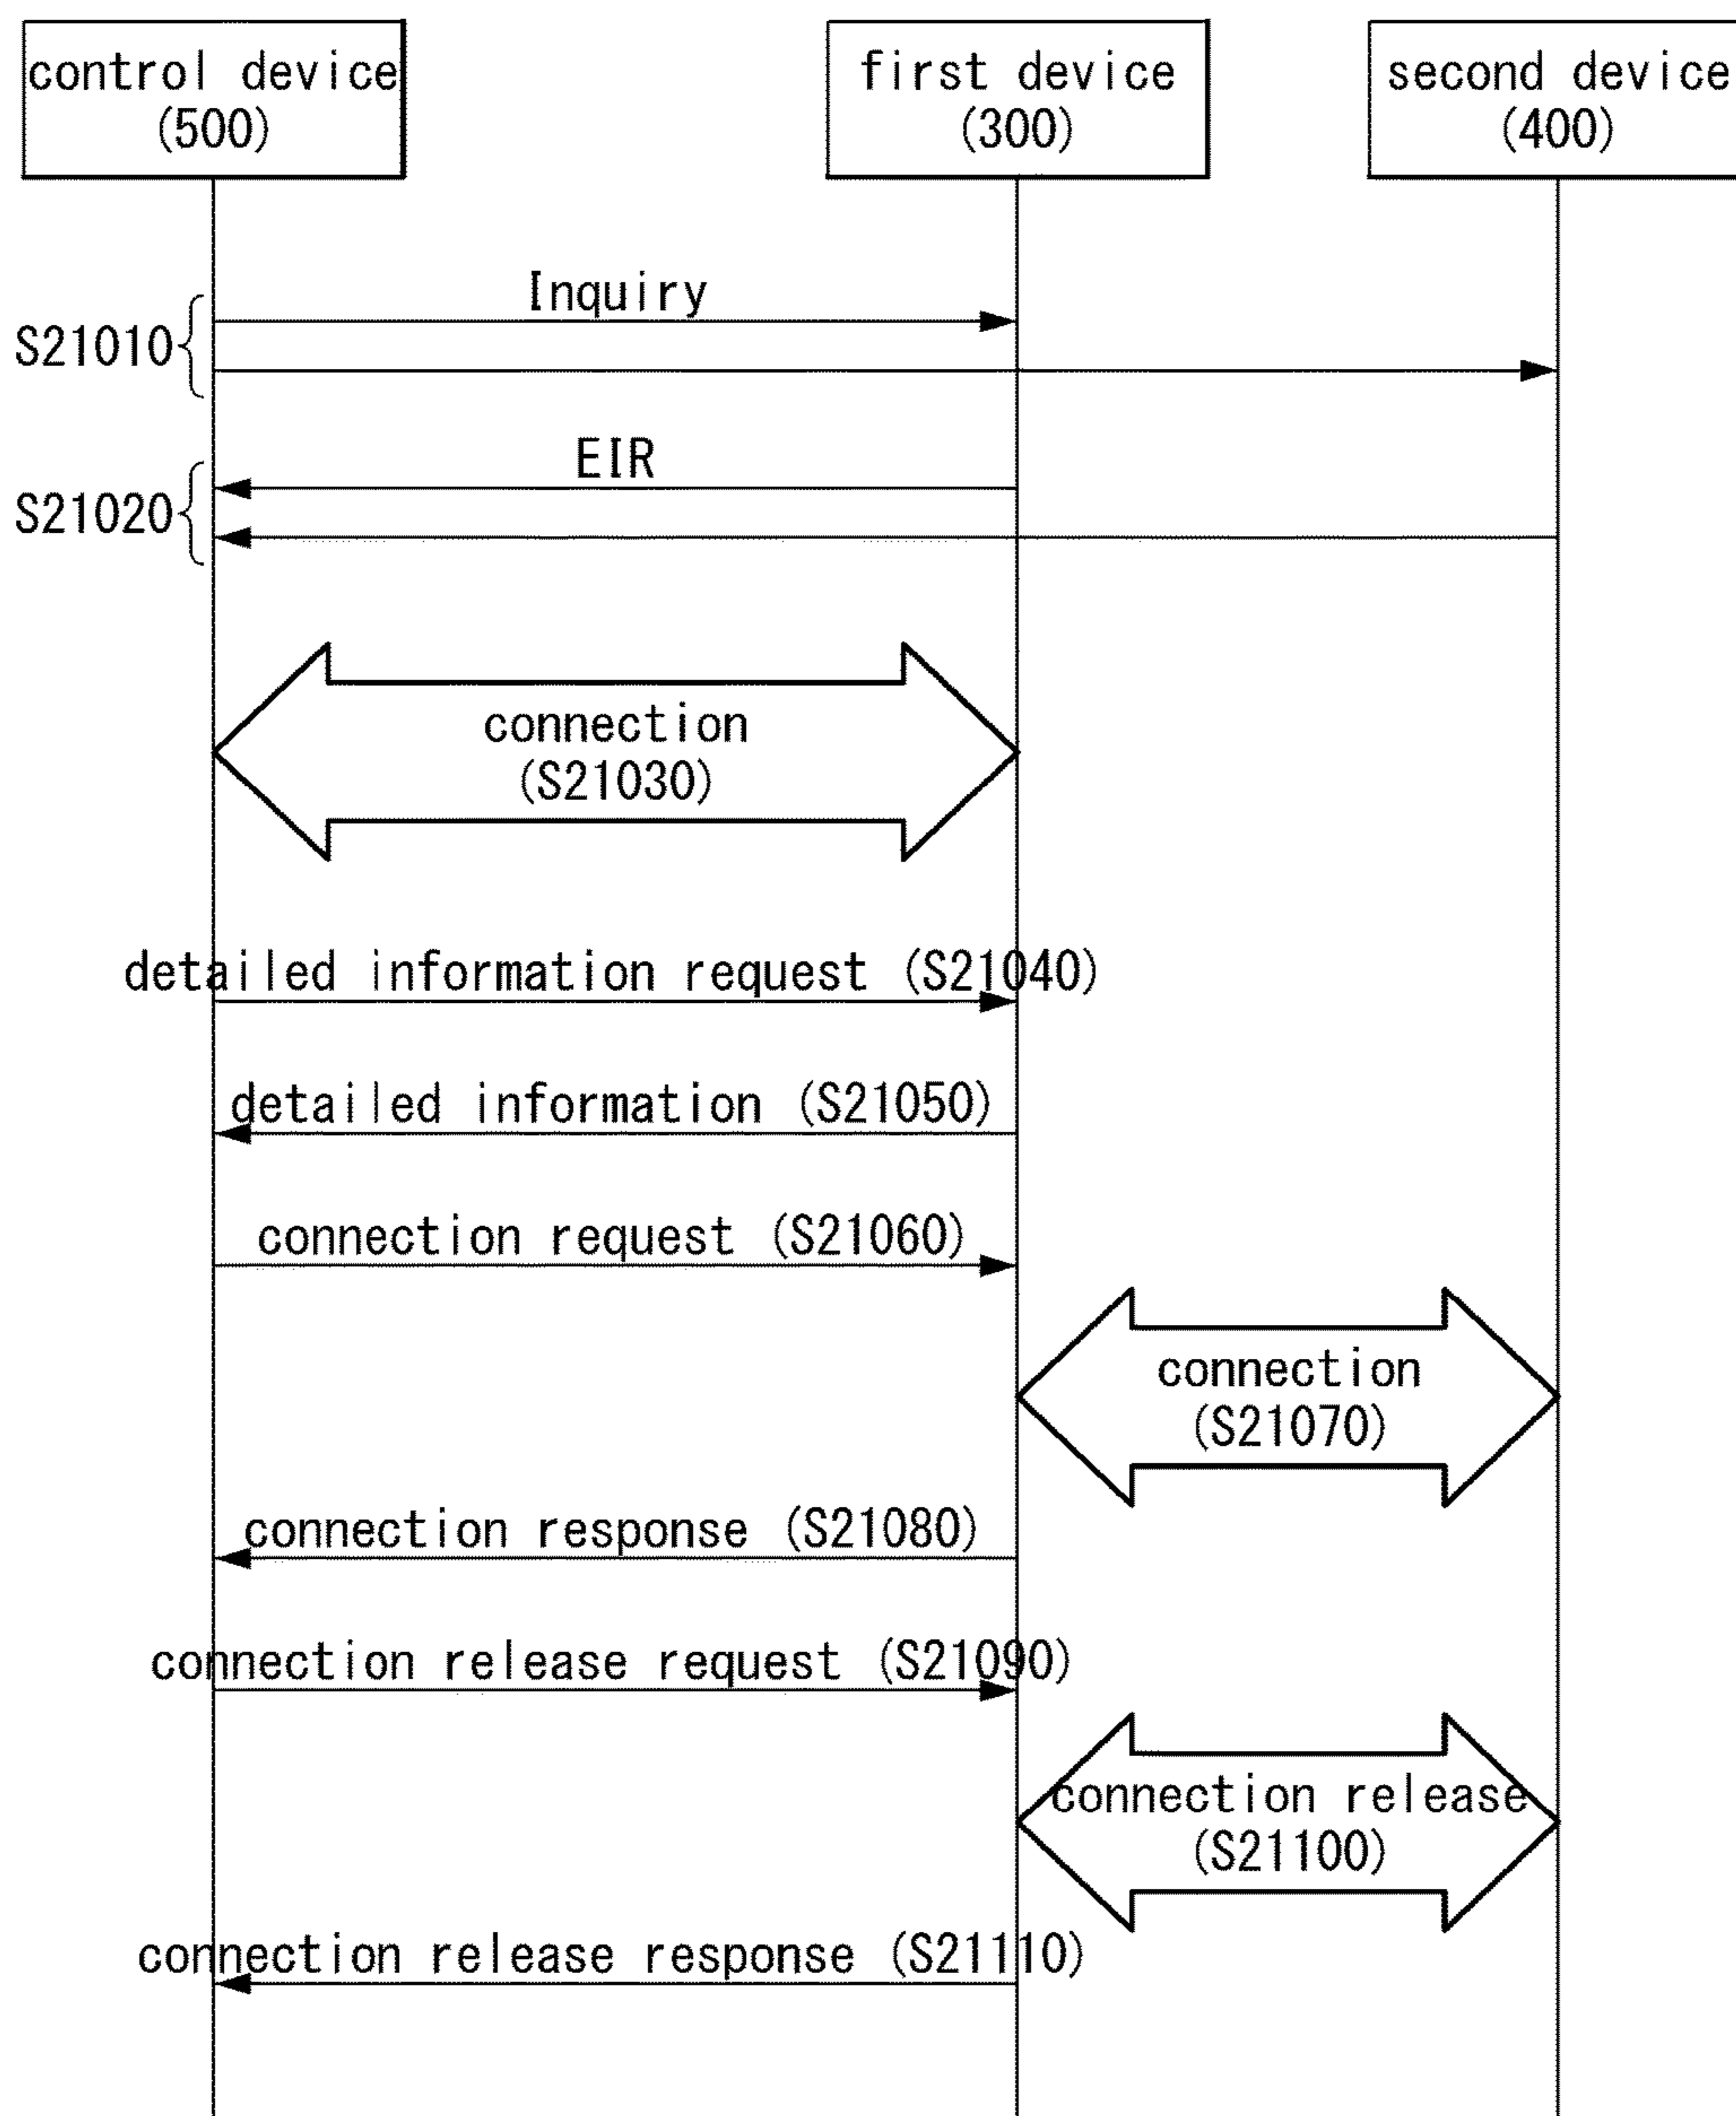 control device
(500)
first device
(300)
second device
(400)
Inquiry
S21010
EIR
S21020
connection
(S21030)
detailed information request (S21040)
detailed information (S21050)
connection request (S21060)
connection
(S21070)
connection response (S21080)
connection release request (S21090)
connection release
(S21100)
connection release response (S21110)